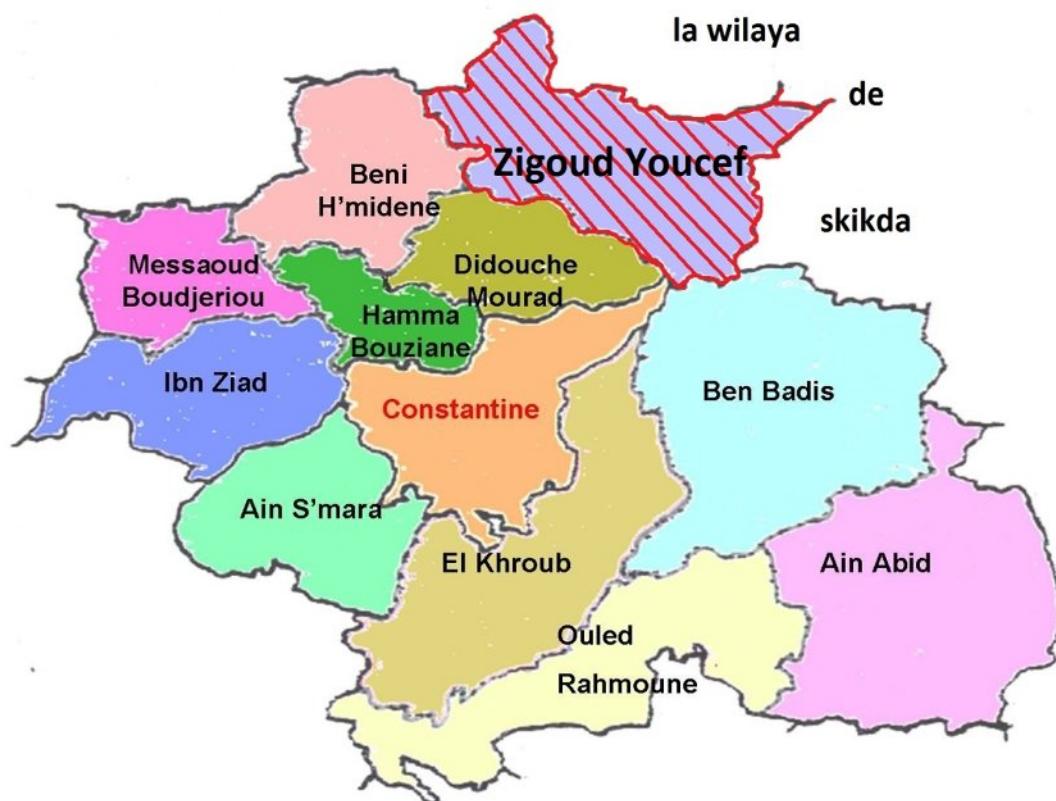 la wilaya
de
Zigoud Youcef
skikda
Beni
H'midene
Messaoud
Boudjeriou
Didouche
Mourad
Hamma
Bouziane
Ibn Ziad
Constantine
Ben Badis
Ain S'mara
El Khroub
Ain Abid
Ouled
Rahmoune